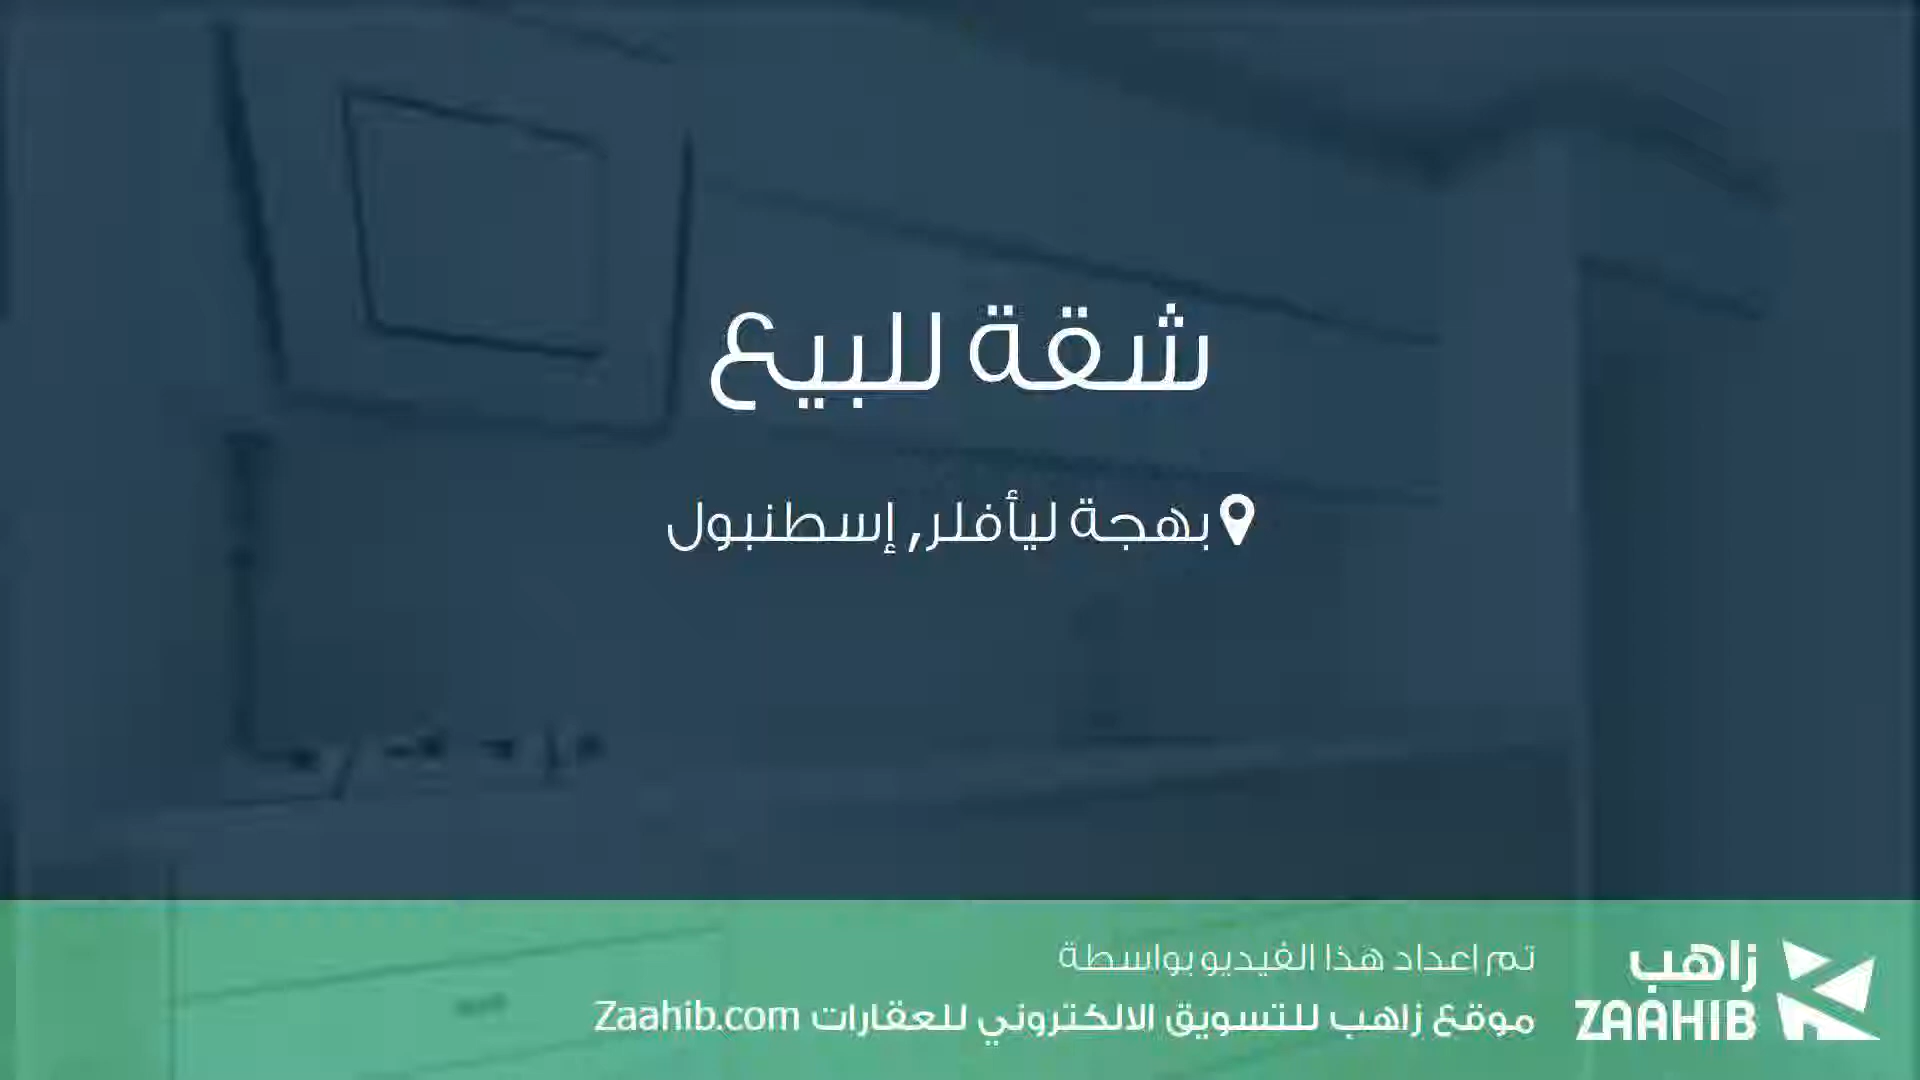 شقة للبيع
بهجة ليأفلر, إسطنبول
تم اعداد هذا الفيديو بواسطة
موقع زاهب للتسويق الالكتروني للعقارات Zaahib.com
زاهب
ZAAHIB